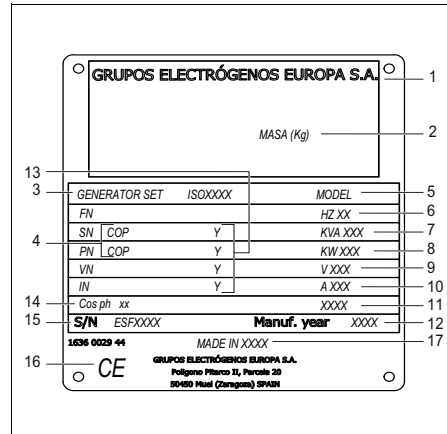 GRUPOS ELECTRÓGENOS EUROPA S.A. 1
MASA (Kg) 2
13
3 GENERATOR SET ISOXXXX MODEL 5
FN HZ XX 6
SN COP Y KVA XXX 7
4
PN COP Y KW XXX 8
VN Y V XXX 9
IN Y A XXX 10
14 Cos ph xx XXXX 11
15 S/N ESFXXXX Manuf. year XXXX 12
1636 0029 44 MADE IN XXXX 17
16 CE GRUPOS ELECTRÓGENOS EUROPA S.A.
Polígono Pitarco II, Parcela 20
50450 Muel (Zaragoza) SPAIN